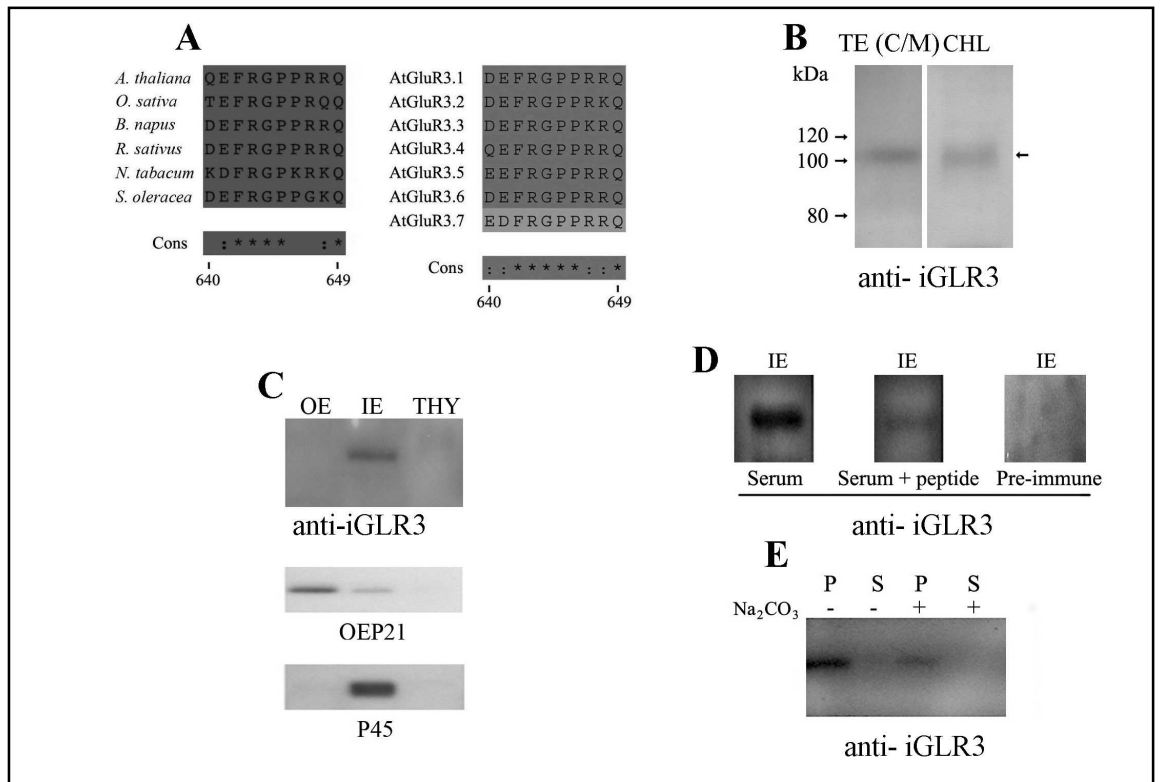 A
A. thaliana QEFRGPPRRQ
O. sativa TEFRGPPRQQ
B. napus DEFRGPPRRQ
R. sativus DEFRGPPRRQ
N. tabacum KDFRGPKRKQ
S. oleracea DEFRGPPGKQ
Cons :****  :*
640 649
AtGluR3.1 DEFRGPPRRQ
AtGluR3.2 DEFRGPPRKQ
AtGluR3.3 DEFRGPPKRQ
AtGluR3.4 QEFRGPPRRQ
AtGluR3.5 EEFRGPPRRQ
AtGluR3.6 DEFRGPPRRQ
AtGluR3.7 EDFRGPPRRQ
Cons ::*****::*
640 649
B
TE (C/M) CHL
kDa
120
100
80
anti- iGLR3
C
OE IE THY
anti-iGLR3
OEP21
P45
D
IE IE IE
Serum Serum + peptide Pre-immune
anti- iGLR3
E
P S P S
Na₂CO₃ - - + +
anti- iGLR3